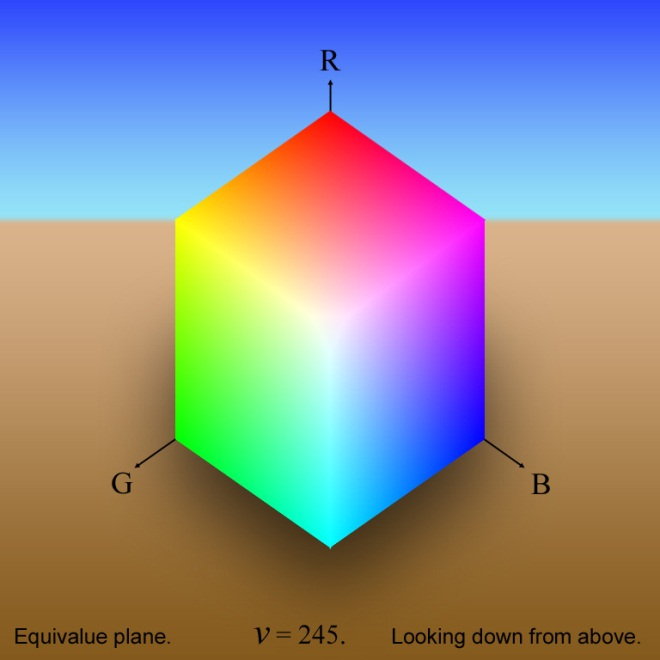 R
G
B
Equivalue plane. v = 245. Looking down from above.